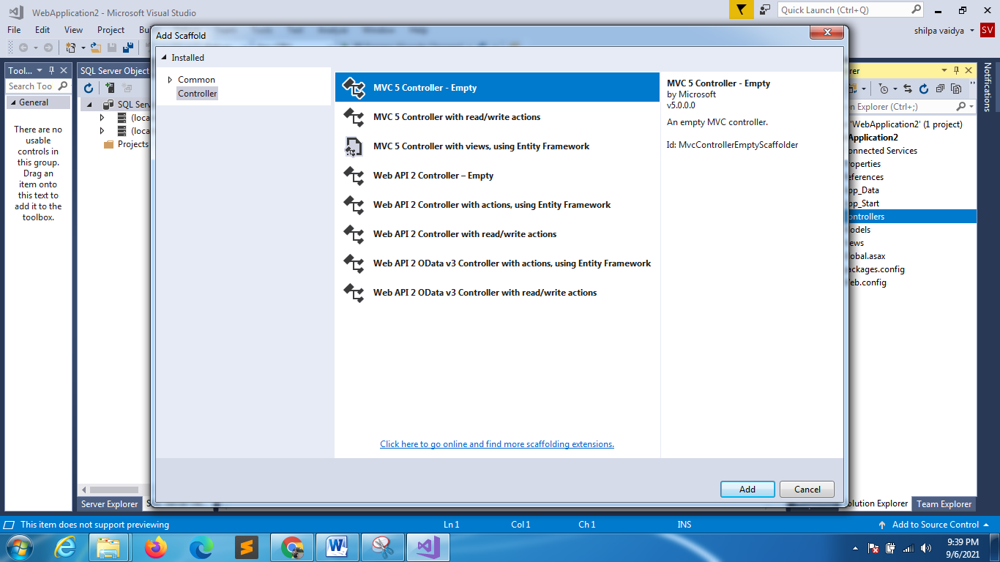 WebApplication2 - Microsoft Visual Studio
Quick Launch (Ctrl+Q)
File Edit View Project Bu
shilpa vaidya SV
Add Scaffold
Installed
Common
Controller
MVC 5 Controller - Empty
MVC 5 Controller with read/write actions
MVC 5 Controller with views, using Entity Framework
Web API 2 Controller – Empty
Web API 2 Controller with actions, using Entity Framework
Web API 2 Controller with read/write actions
Web API 2 OData v3 Controller with actions, using Entity Framework
Web API 2 OData v3 Controller with read/write actions
Click here to go online and find more scaffolding extensions.
MVC 5 Controller - Empty
by Microsoft
v5.0.0.0
An empty MVC controller.
Id: MvcControllerEmptyScaffolder
Add Cancel
Tool...
Search Too
General
There are no
usable
controls in
this group.
Drag an
item onto
this text to
add it to the
toolbox.
SQL Server Object
SQL Serv
(loca
(loca
Projects
Server Explorer
rer
n Explorer (Ctrl+;)
'WebApplication2' (1 project)
Application2
onnected Services
operties
eferences
pp_Data
pp_Start
ontrollers
odels
ews
obal.asax
ackages.config
eb.config
olution Explorer Team Explorer
Notifications
This item does not support previewing Ln 1 Col 1 Ch 1 INS Add to Source Control
9:39 PM
9/6/2021